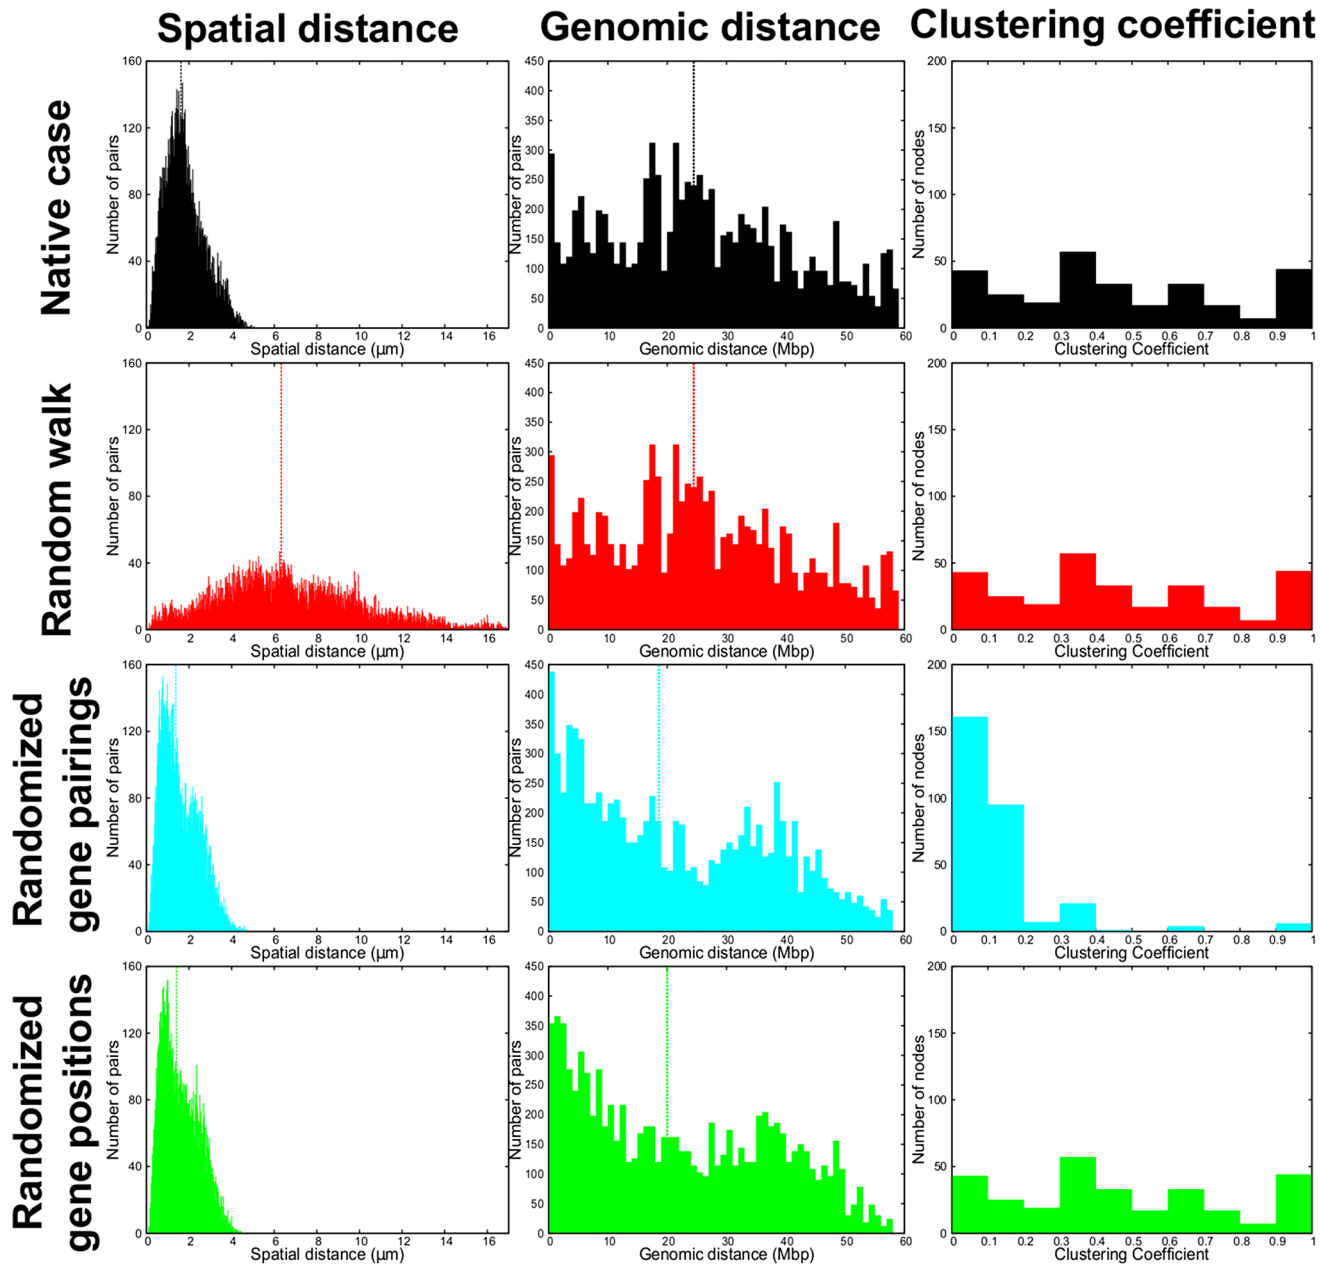 Spatial distance Genomic distance Clustering coefficient
Native case
160
120
80
40
0
Number of pairs
0 2 4 6 8 10 12 14 16
Spatial distance (µm)
450
400
350
300
250
200
150
100
50
0
Number of pairs
0 10 20 30 40 50 60
Genomic distance (Mbp)
200
150
100
50
0
Number of nodes
0 0.1 0.2 0.3 0.4 0.5 0.6 0.7 0.8 0.9 1
Clustering Coefficient
Random walk
160
120
80
40
0
Number of pairs
0 2 4 6 8 10 12 14 16
Spatial distance (µm)
450
400
350
300
250
200
150
100
50
0
Number of pairs
0 10 20 30 40 50 60
Genomic distance (Mbp)
200
150
100
50
0
Number of nodes
0 0.1 0.2 0.3 0.4 0.5 0.6 0.7 0.8 0.9 1
Clustering Coefficient
Randomized
gene pairings
160
120
80
40
0
Number of pairs
0 2 4 6 8 10 12 14 16
Spatial distance (µm)
450
400
350
300
250
200
150
100
50
0
Number of pairs
0 10 20 30 40 50 60
Genomic distance (Mbp)
200
150
100
50
0
Number of nodes
0 0.1 0.2 0.3 0.4 0.5 0.6 0.7 0.8 0.9 1
Clustering Coefficient
Randomized
gene positions
160
120
80
40
0
Number of pairs
0 2 4 6 8 10 12 14 16
Spatial distance (µm)
450
400
350
300
250
200
150
100
50
0
Number of pairs
0 10 20 30 40 50 60
Genomic distance (Mbp)
200
150
100
50
0
Number of nodes
0 0.1 0.2 0.3 0.4 0.5 0.6 0.7 0.8 0.9 1
Clustering Coefficient